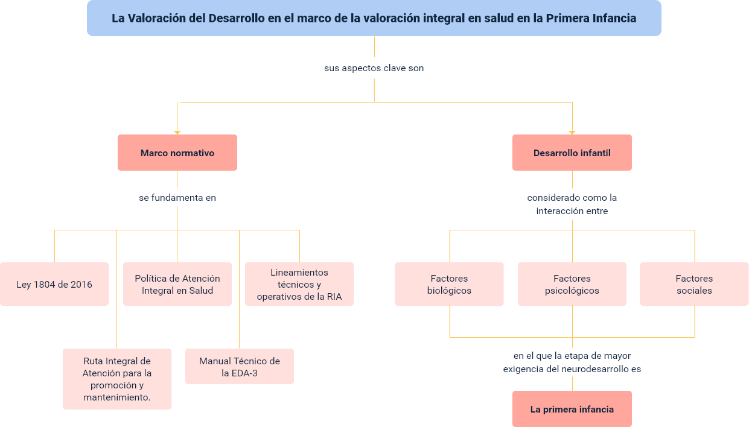 La Valoración del Desarrollo en el marco de la valoración integral en salud en la Primera Infancia
sus aspectos clave son
Marco normativo
Desarrollo infantil
se fundamenta en
considerado como la
interacción entre
Ley 1804 de 2016
Política de Atención
Integral en Salud
Lineamientos
técnicos y
operativos de la RIA
Factores
biológicos
Factores
psicológicos
Factores
sociales
Ruta Integral de
Atención para la
promoción y
mantenimiento.
Manual Técnico de
la EDA-3
en el que la etapa de mayor
exigencia del neurodesarrollo es
La primera infancia